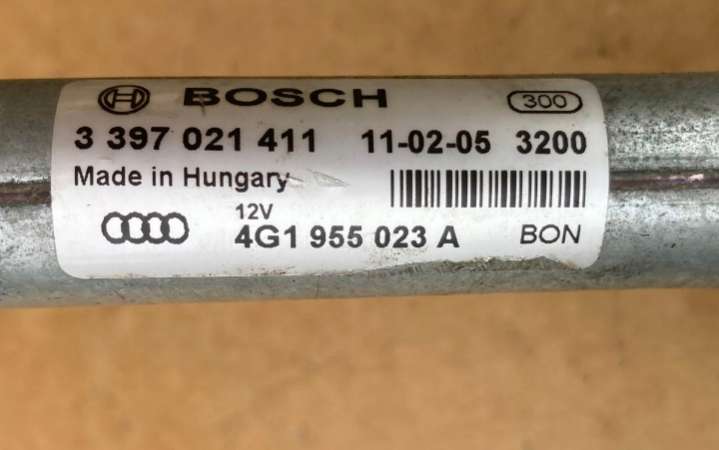 BOSCH 300
3 397 021 411 11-02-05 3200
Made in Hungary
12V
4G1 955 023 A BON